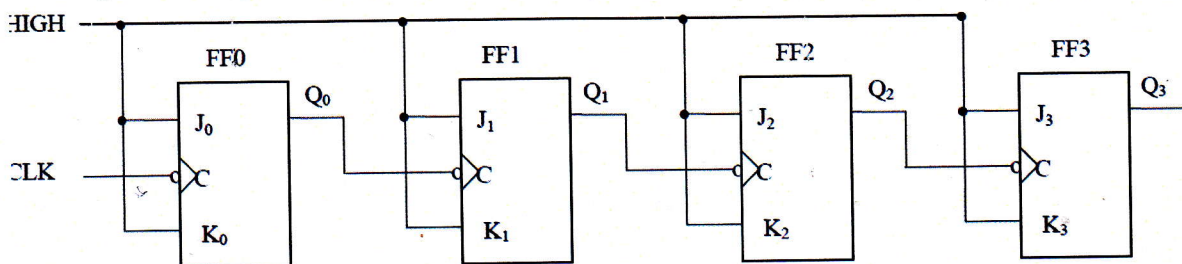 HIGH
FF0
FF1
FF2
FF3
Q₀
Q₁
Q₂
Q₃
J₀
J₁
J₂
J₃
CLK
C
C
C
C
K₀
K₁
K₂
K₃